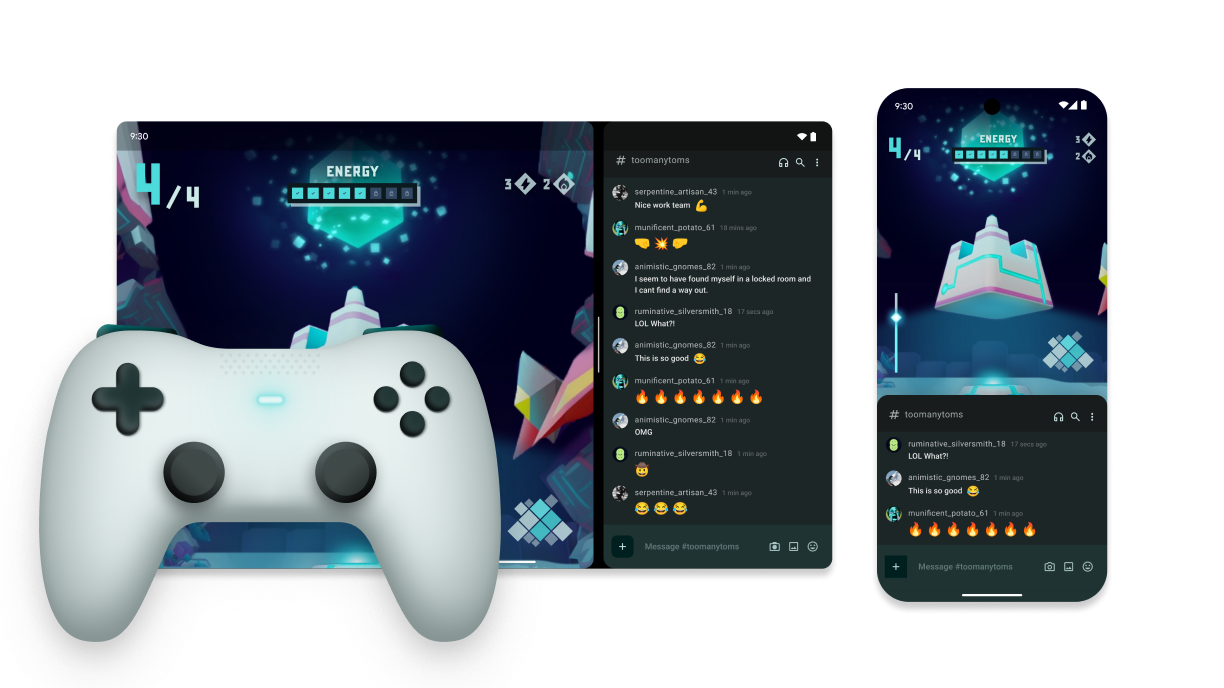 9:30
4/4
ENERGY
3 2
# toomanytoms
serpentine_artisan_43 1 min ago
Nice work team 💪
munificent_potato_61 18 mins ago
🤜 💥 🤛
animistic_gnomes_82 1 min ago
I seem to have found myself in a locked room and
I cant find a way out.
ruminative_silversmith_18 17 secs ago
LOL What?!
animistic_gnomes_82 1 min ago
This is so good 😂
munificent_potato_61 1 min ago
🔥 🔥 🔥 🔥 🔥 🔥 🔥
animistic_gnomes_82 1 min ago
OMG
ruminative_silversmith_18 1 min ago
🤠
serpentine_artisan_43 1 min ago
😂 😂 😂
+ Message #toomanytoms
9:30
4/4
ENERGY
3
2
# toomanytoms
ruminative_silversmith_18 17 secs ago
LOL What?!
animistic_gnomes_82 1 min ago
This is so good 😂
munificent_potato_61 1 min ago
🔥 🔥 🔥 🔥 🔥 🔥 🔥
+ Message #toomanytoms